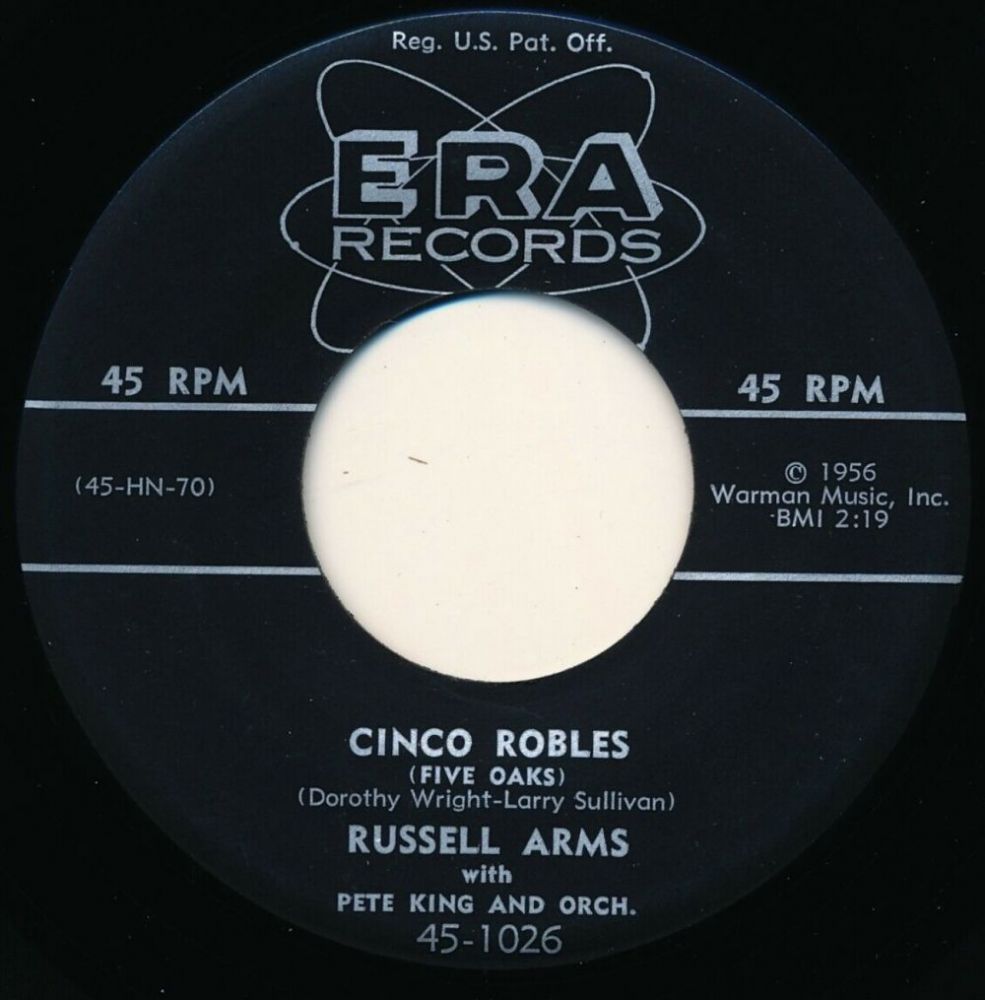 Reg. U.S. Pat. Off.
ERA
RECORDS
45 RPM
45 RPM
(45-HN-70)
© 1956
Warman Music, Inc.
BMI 2:19
CINCO ROBLES
(FIVE OAKS)
(Dorothy Wright-Larry Sullivan)
RUSSELL ARMS
with
PETE KING AND ORCH.
45-1026